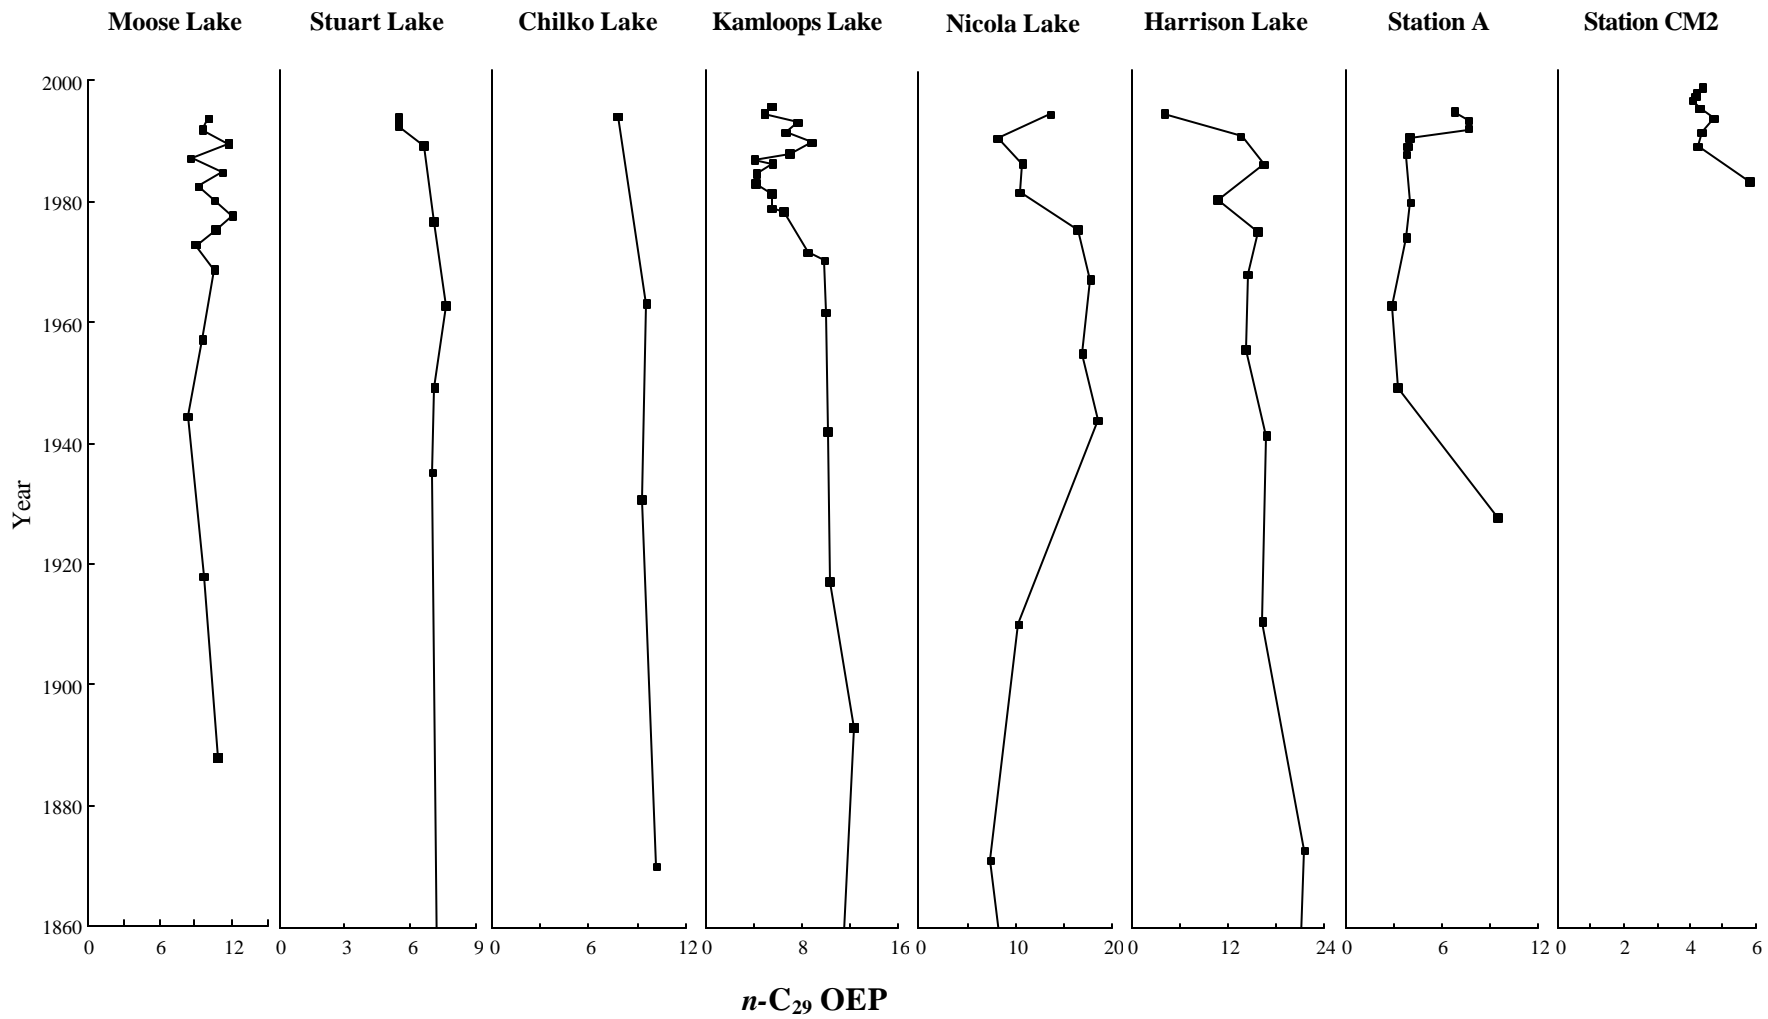 Moose Lake Stuart Lake Chilko Lake Kamloops Lake Nicola Lake Harrison Lake Station A Station CM2
2000
1980
1960
1940
1920
1900
1880
1860
Year
0 6 12 0 3 6 9 0 6 12 0 8 16 0 10 20 0 12 24 0 6 12 0 2 4 6
n-C29 OEP